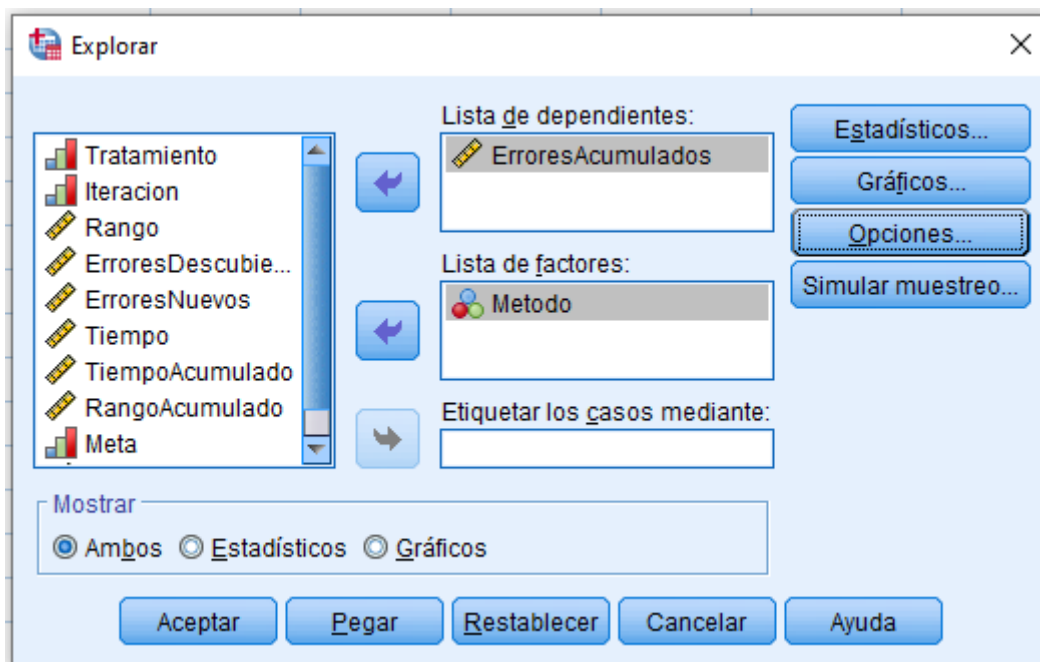 Explorar
Tratamiento
Iteracion
Rango
ErroresDescubie...
ErroresNuevos
Tiempo
TiempoAcumulado
RangoAcumulado
Meta
Lista de dependientes:
ErroresAcumulados
Lista de factores:
Metodo
Etiquetar los casos mediante:
Estadísticos...
Gráficos...
Opciones...
Simular muestreo...
Mostrar
Ambos Estadísticos Gráficos
Aceptar Pegar Restablecer Cancelar Ayuda